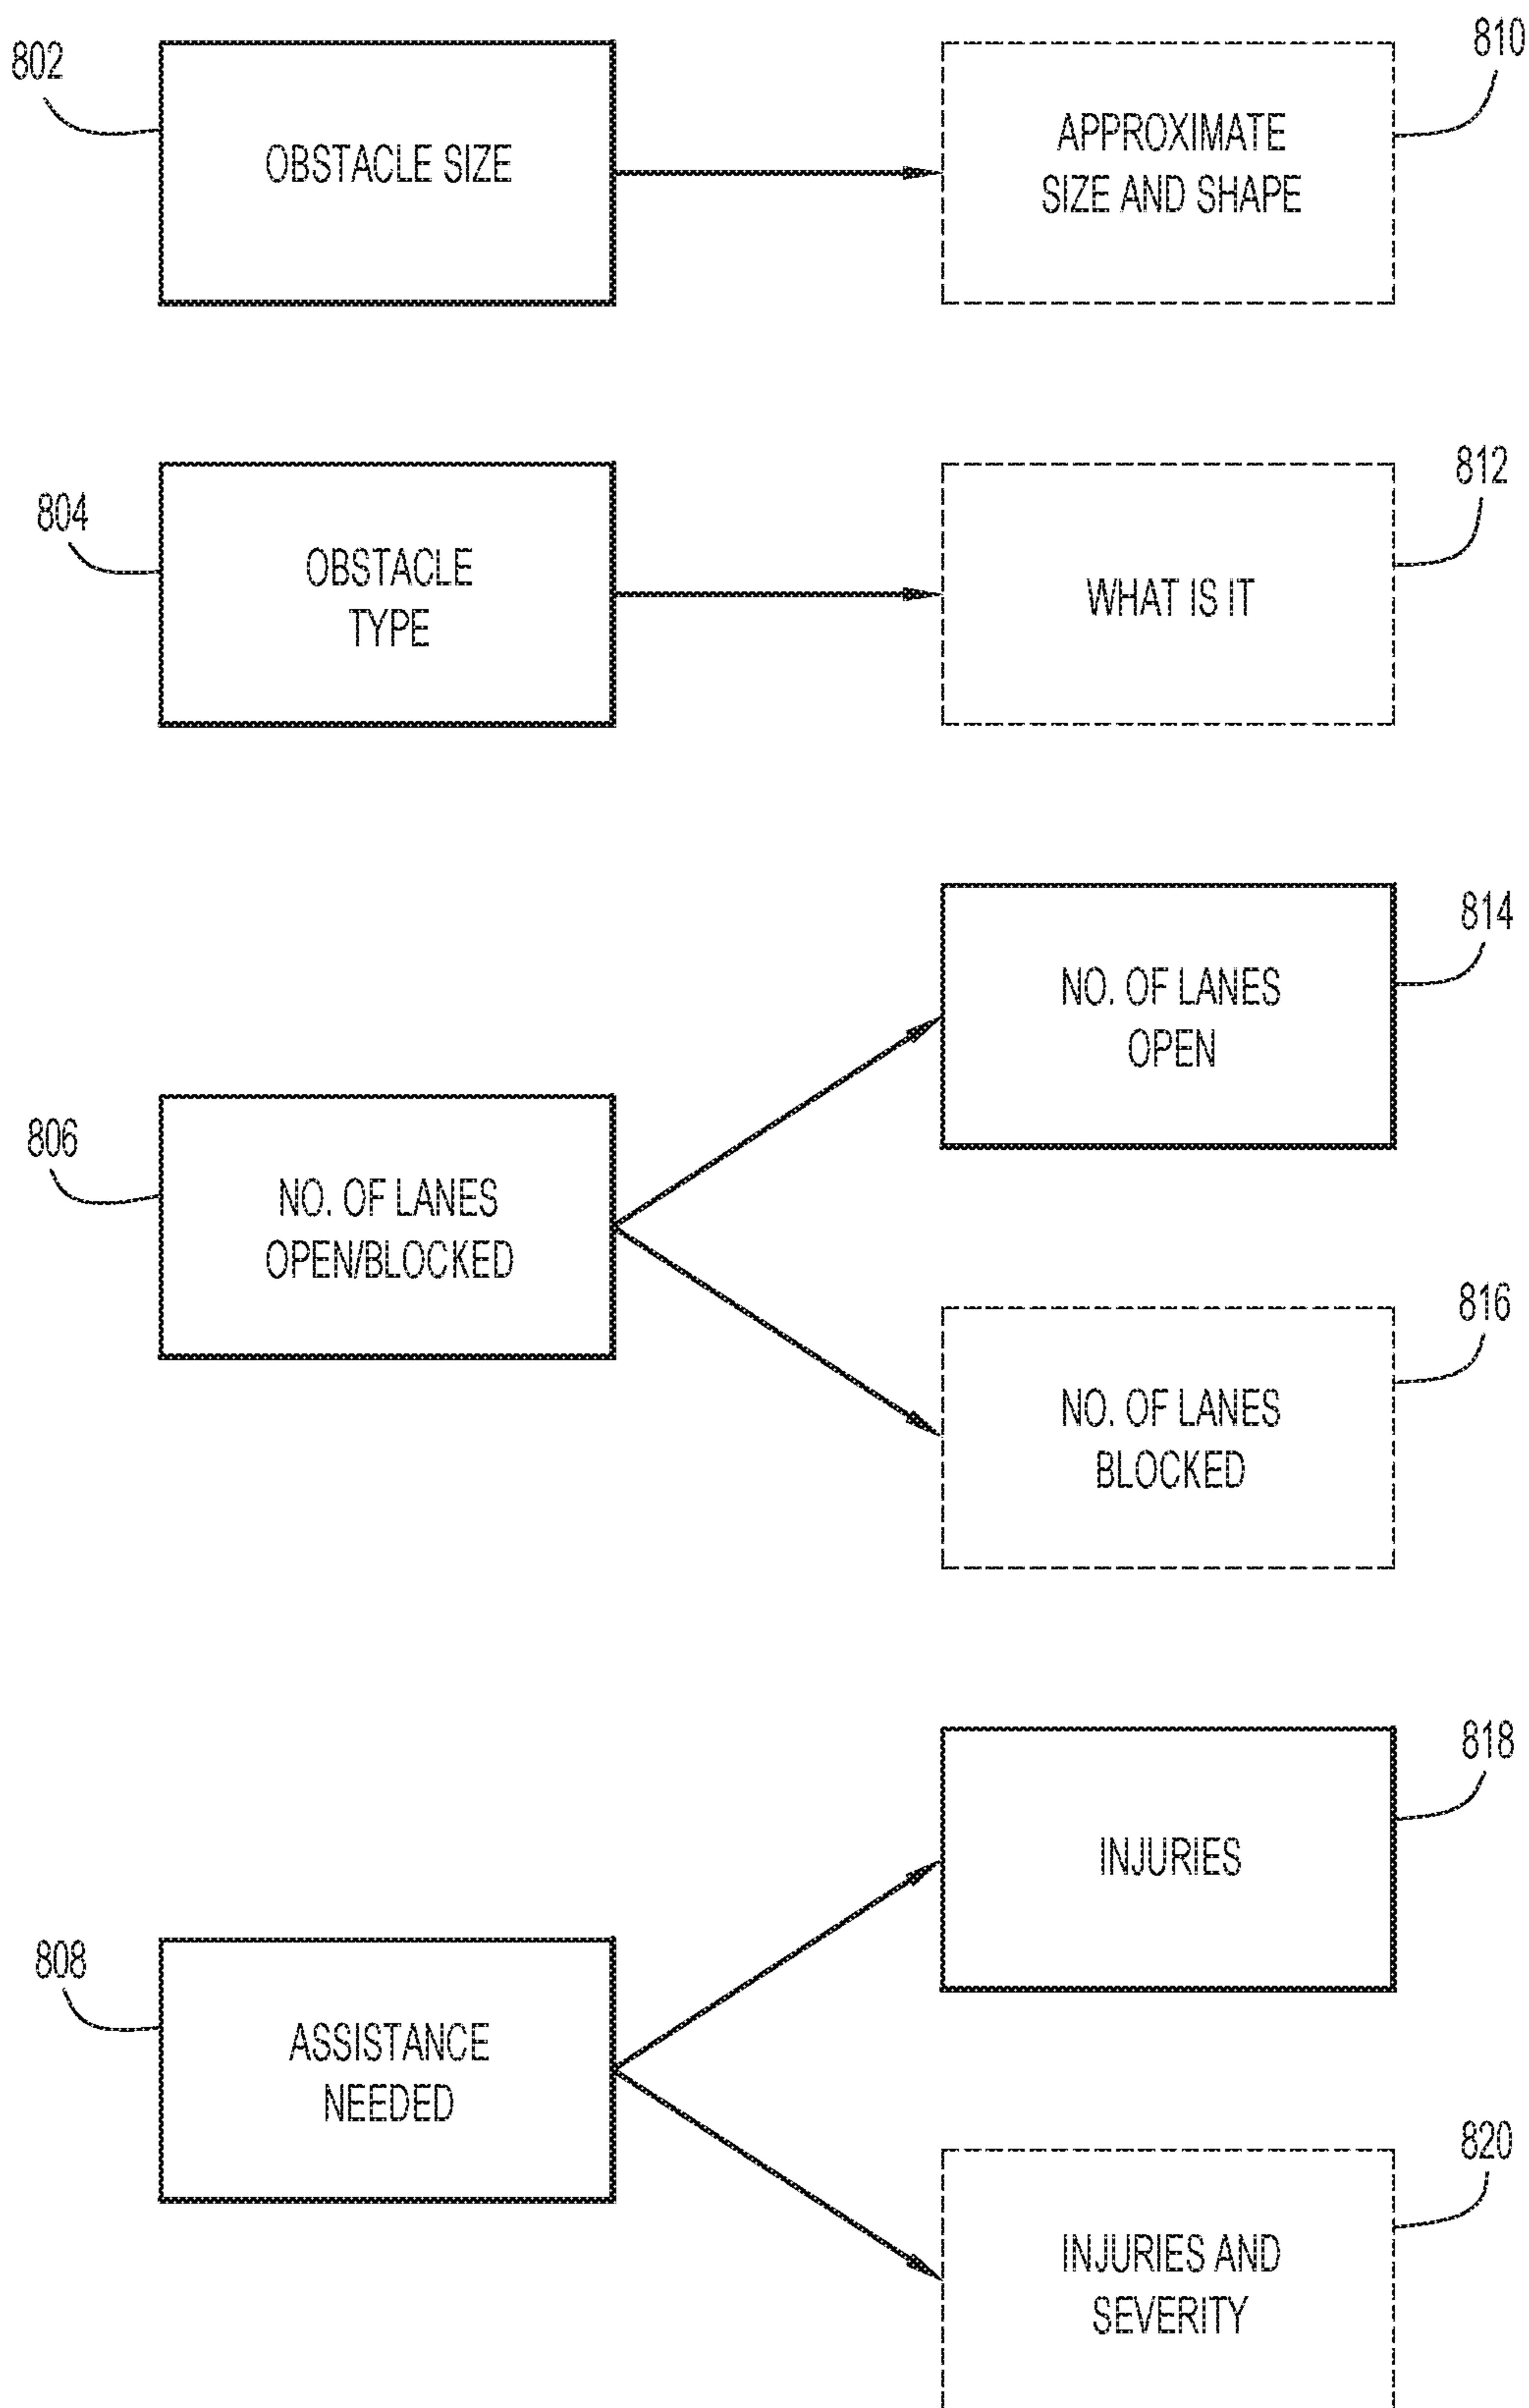 802
OBSTACLE SIZE
APPROXIMATE
SIZE AND SHAPE
810
804
OBSTACLE
TYPE
WHAT IS IT
812
806
NO. OF LANES
OPEN/BLOCKED
NO. OF LANES
OPEN
814
NO. OF LANES
BLOCKED
816
808
ASSISTANCE
NEEDED
INJURIES
818
INJURIES AND
SEVERITY
820